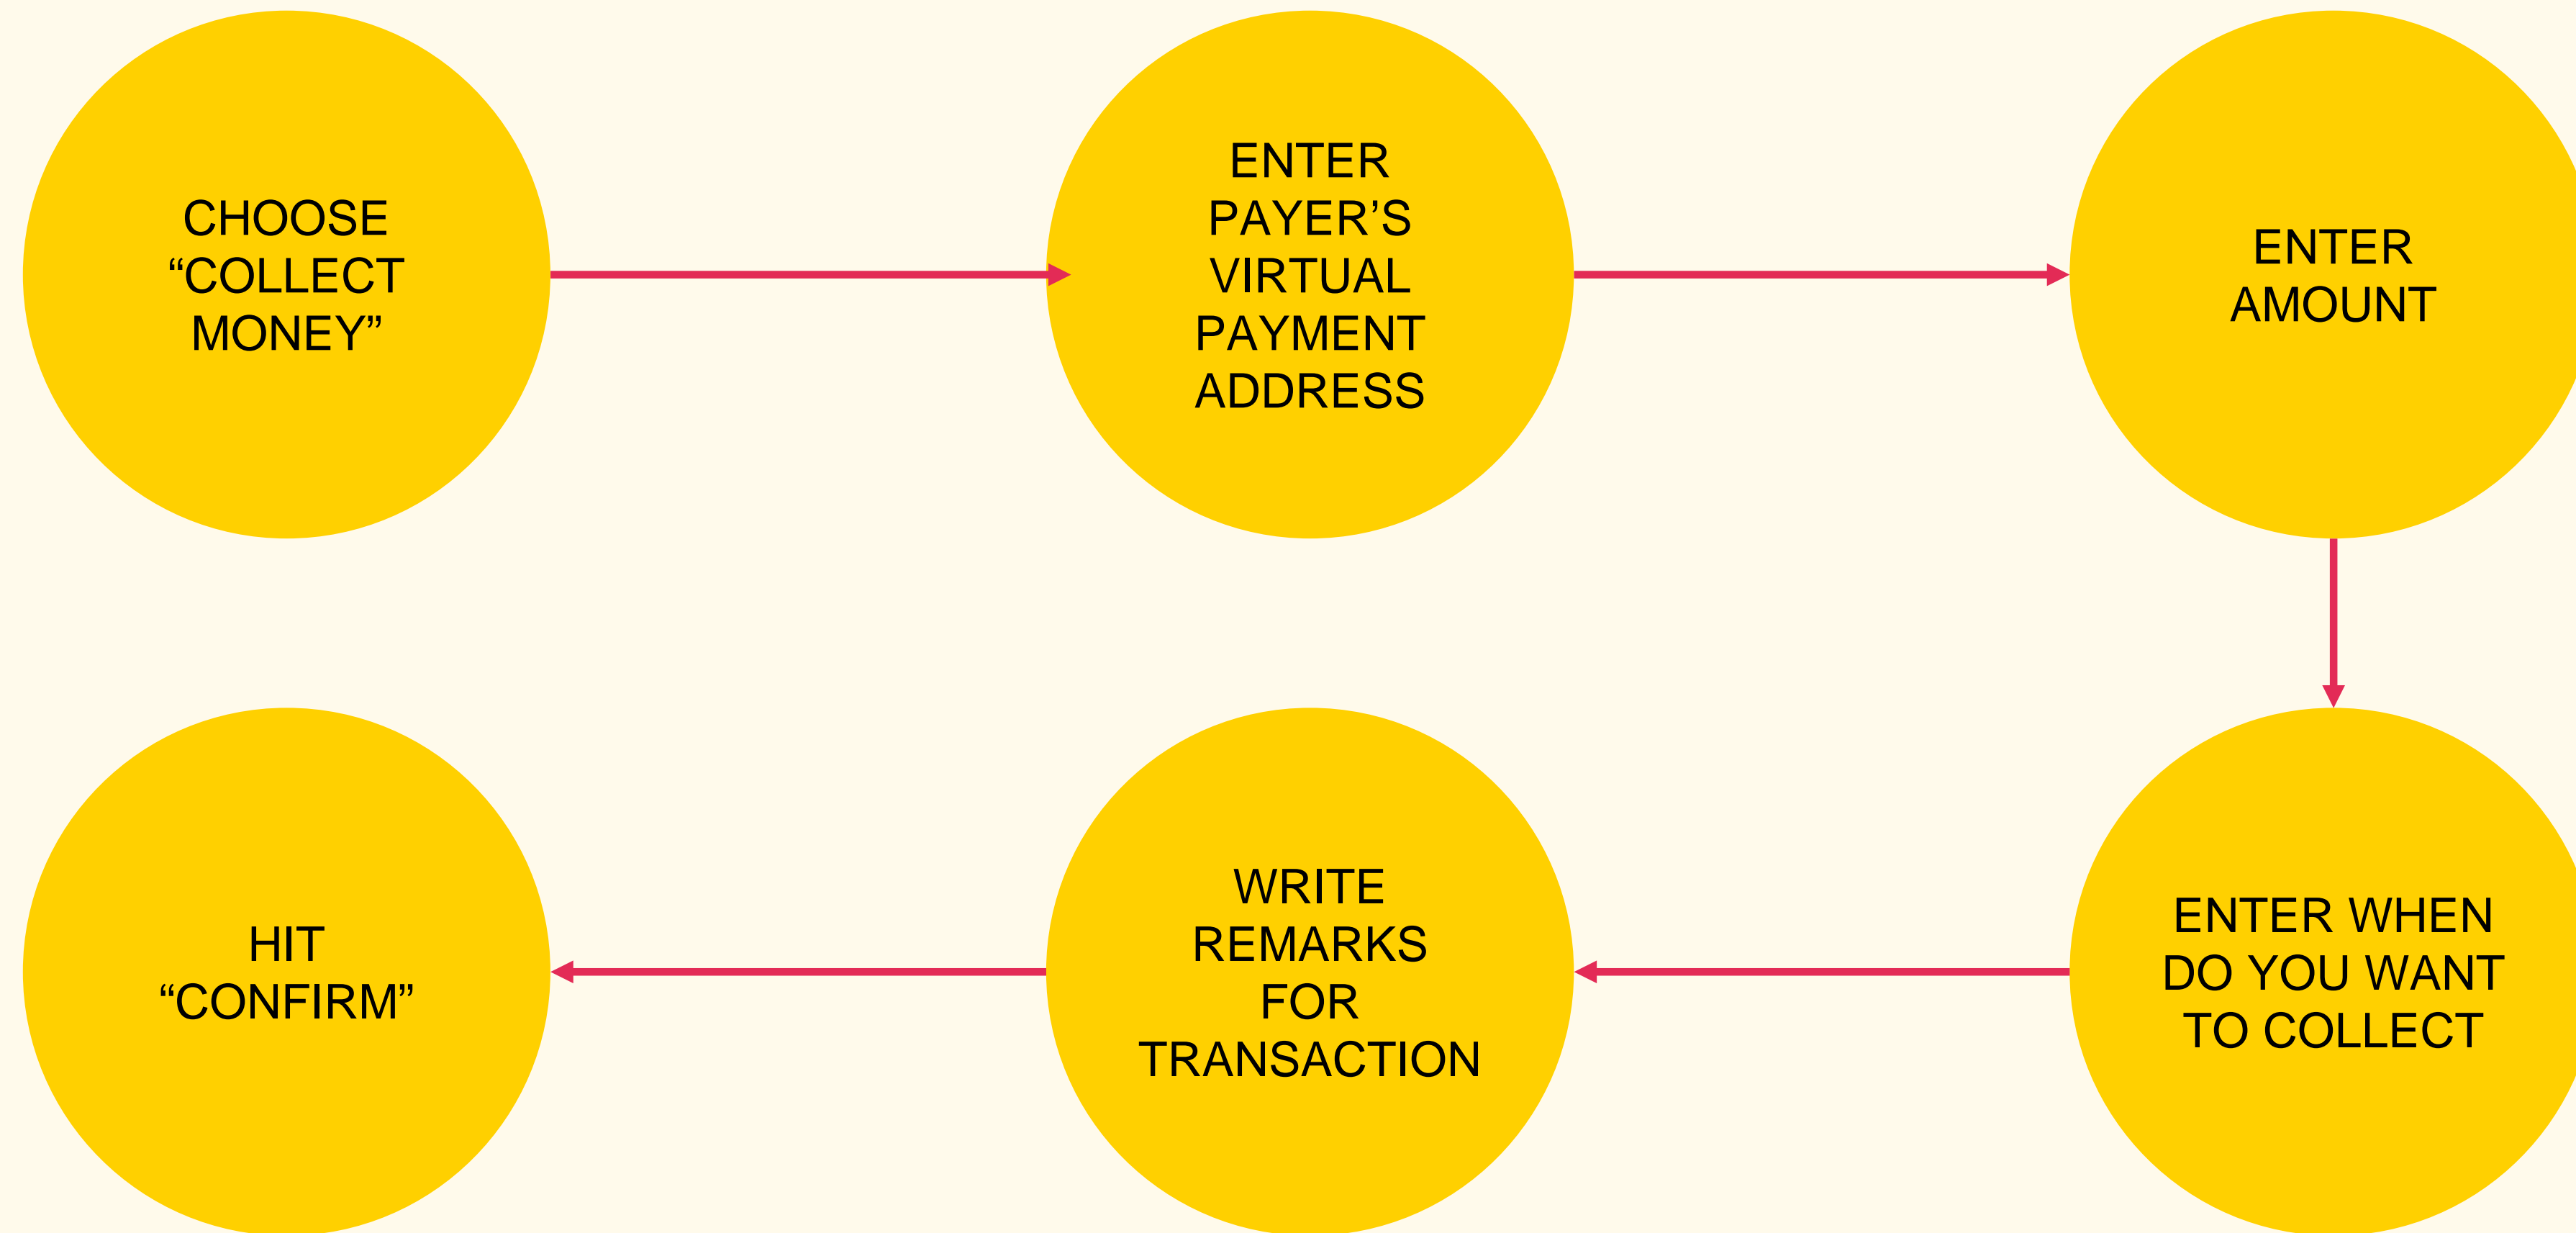 CHOOSE
“COLLECT
MONEY”
ENTER
PAYER’S
VIRTUAL
PAYMENT
ADDRESS
ENTER
AMOUNT
ENTER WHEN
DO YOU WANT
TO COLLECT
WRITE
REMARKS
FOR
TRANSACTION
HIT
“CONFIRM”